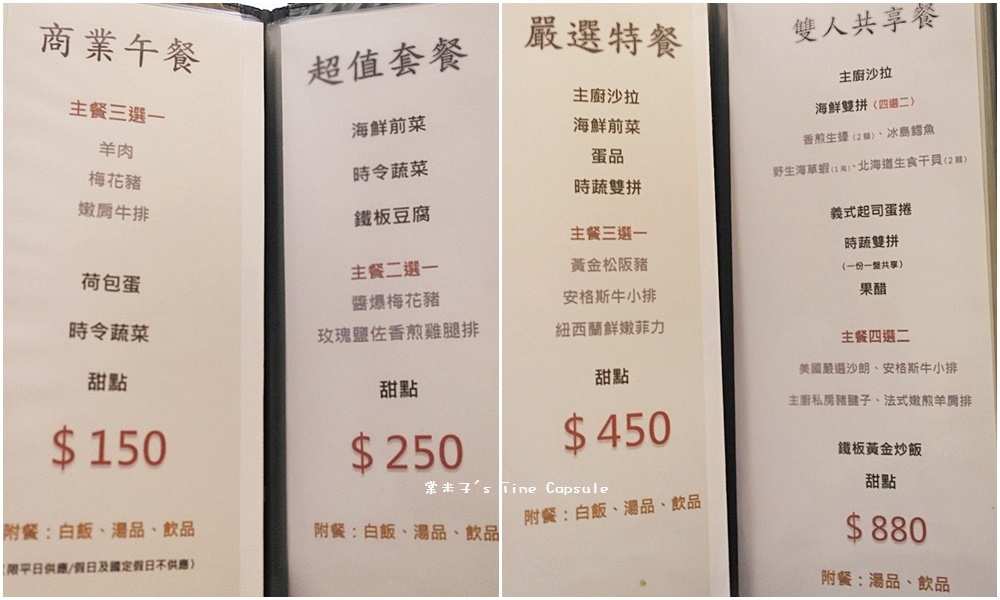 商業午餐
主餐三選一
羊肉
梅花豬
嫩肩牛排
荷包蛋
時令蔬菜
甜點
$150
附餐：白飯、湯品、飲品
（限平日供應/假日及國定假日不供應）
超值套餐
海鮮前菜
時令蔬菜
鐵板豆腐
主餐二選一
醬爆梅花豬
玫瑰鹽佐香煎雞腿排
甜點
$250
附餐：白飯、湯品、飲品
嚴選特餐
主廚沙拉
海鮮前菜
蛋品
時蔬雙拼
主餐三選一
黃金松阪豬
安格斯牛小排
紐西蘭鮮嫩菲力
甜點
$450
附餐：白飯、湯品、飲品
雙人共享餐
主廚沙拉
海鮮雙拼（四選二）
香煎生蠔（2顆）、冰島鱈魚
野生海草蝦（1尾）、北海道生食干貝（2顆）
義式起司蛋捲
時蔬雙拼
（一份一盤共享）
果醋
主餐四選二
美國嚴選沙朗、安格斯牛小排
主廚私房豬腱子、法式嫩煎羊肩排
鐵板黃金炒飯
甜點
$880
附餐：湯品、飲品
葉未子's Time Capsule